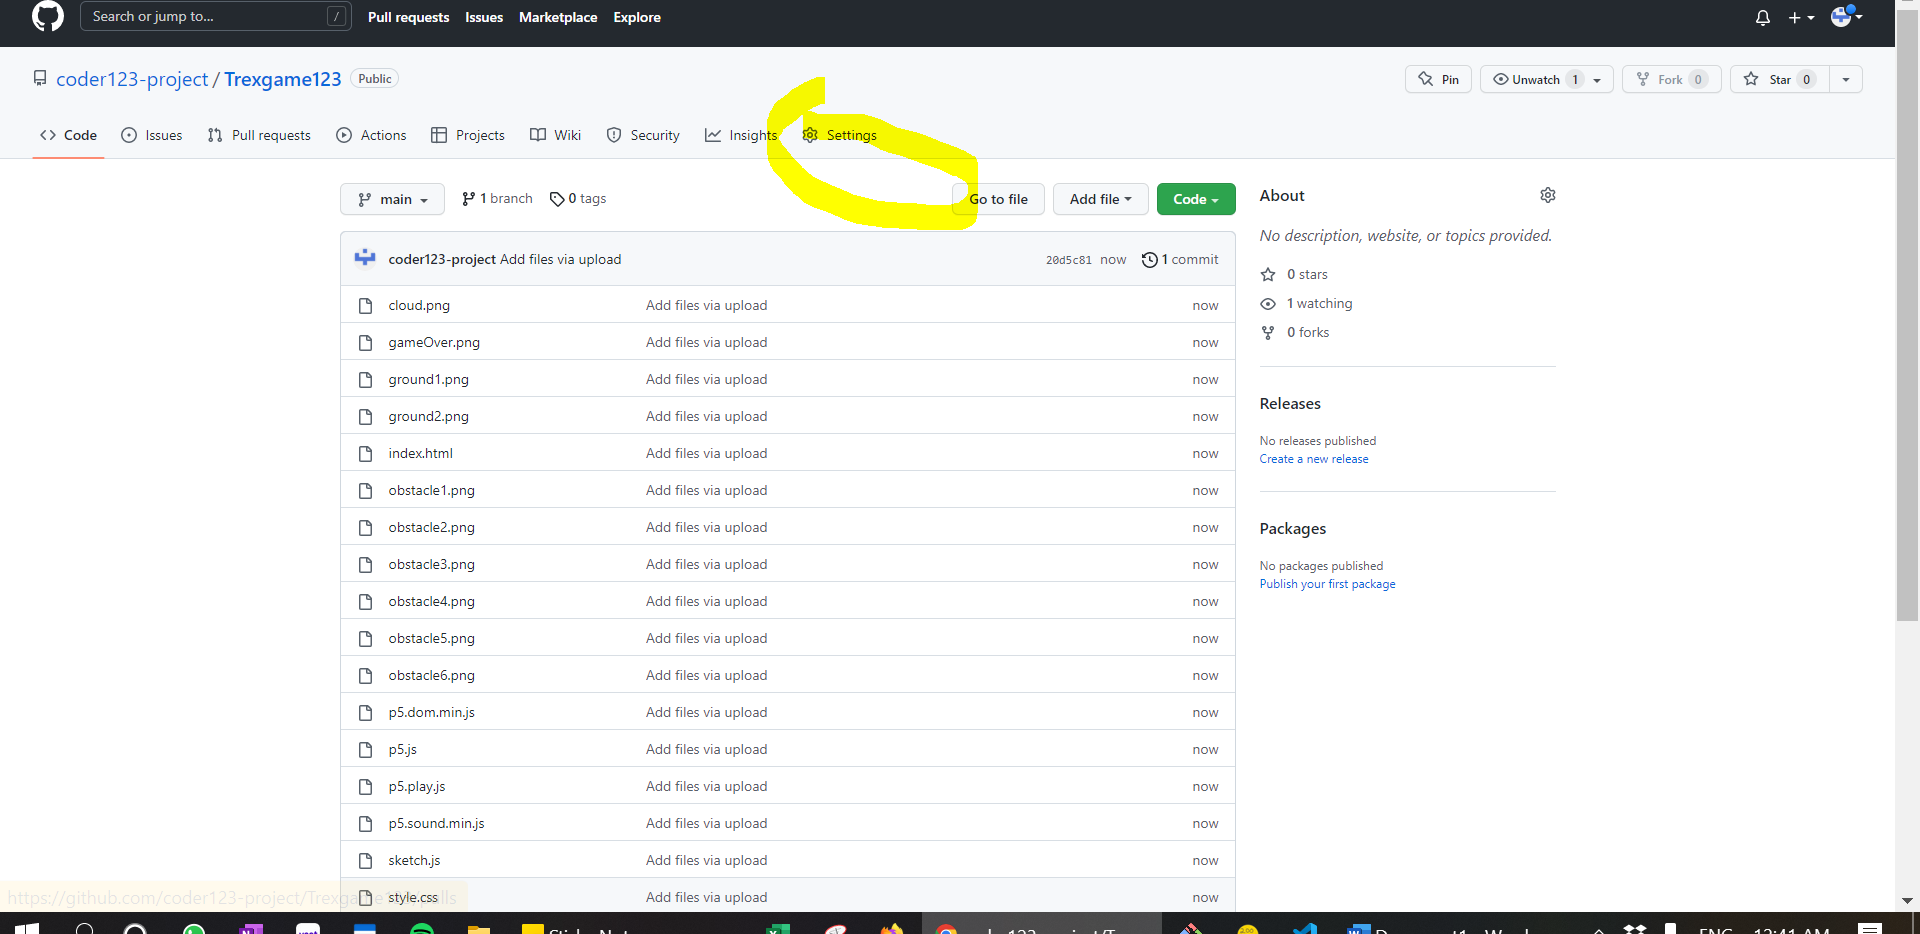 Search or jump to... /
Pull requests Issues Marketplace Explore
coder123-project / Trexgame123 Public
Pin Unwatch 1 Fork 0 Star 0
Code Issues Pull requests Actions Projects Wiki Security Insights Settings
main 1 branch 0 tags Go to file Add file Code
About
No description, website, or topics provided.
coder123-project Add files via upload 20d5c81 now 1 commit
0 stars
1 watching
0 forks
cloud.png Add files via upload now
gameOver.png Add files via upload now
ground1.png Add files via upload now
ground2.png Add files via upload now
index.html Add files via upload now
obstacle1.png Add files via upload now
obstacle2.png Add files via upload now
obstacle3.png Add files via upload now
obstacle4.png Add files via upload now
obstacle5.png Add files via upload now
obstacle6.png Add files via upload now
p5.dom.min.js Add files via upload now
p5.js Add files via upload now
p5.play.js Add files via upload now
p5.sound.min.js Add files via upload now
sketch.js Add files via upload now
style.css Add files via upload now
Releases
No releases published
Create a new release
Packages
No packages published
Publish your first package
https://github.com/coder123-project/Trexgame123/pulls
ENG 12:41 AM